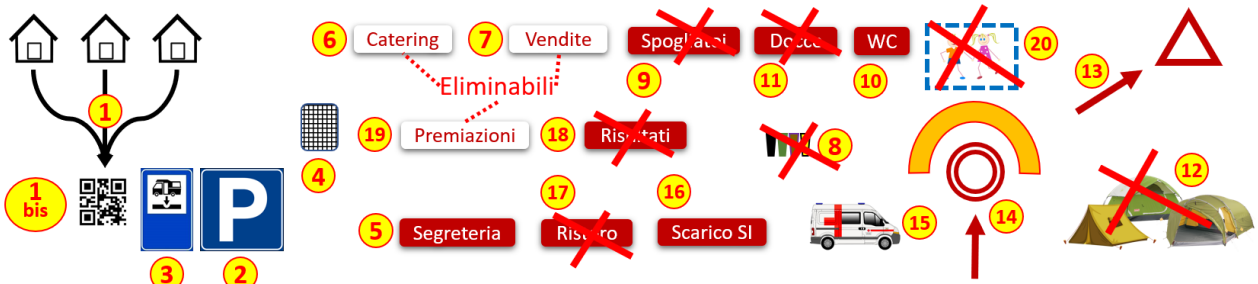 6
Catering
7
Vendite
Spogliatoi
Docce
WC
20
9
11
10
13
Eliminabili
1
19
Premiazioni
18
Risultati
8
4
1
bis
P
17
16
12
5
Segreteria
Ristoro
Scarico SI
15
14
3
2